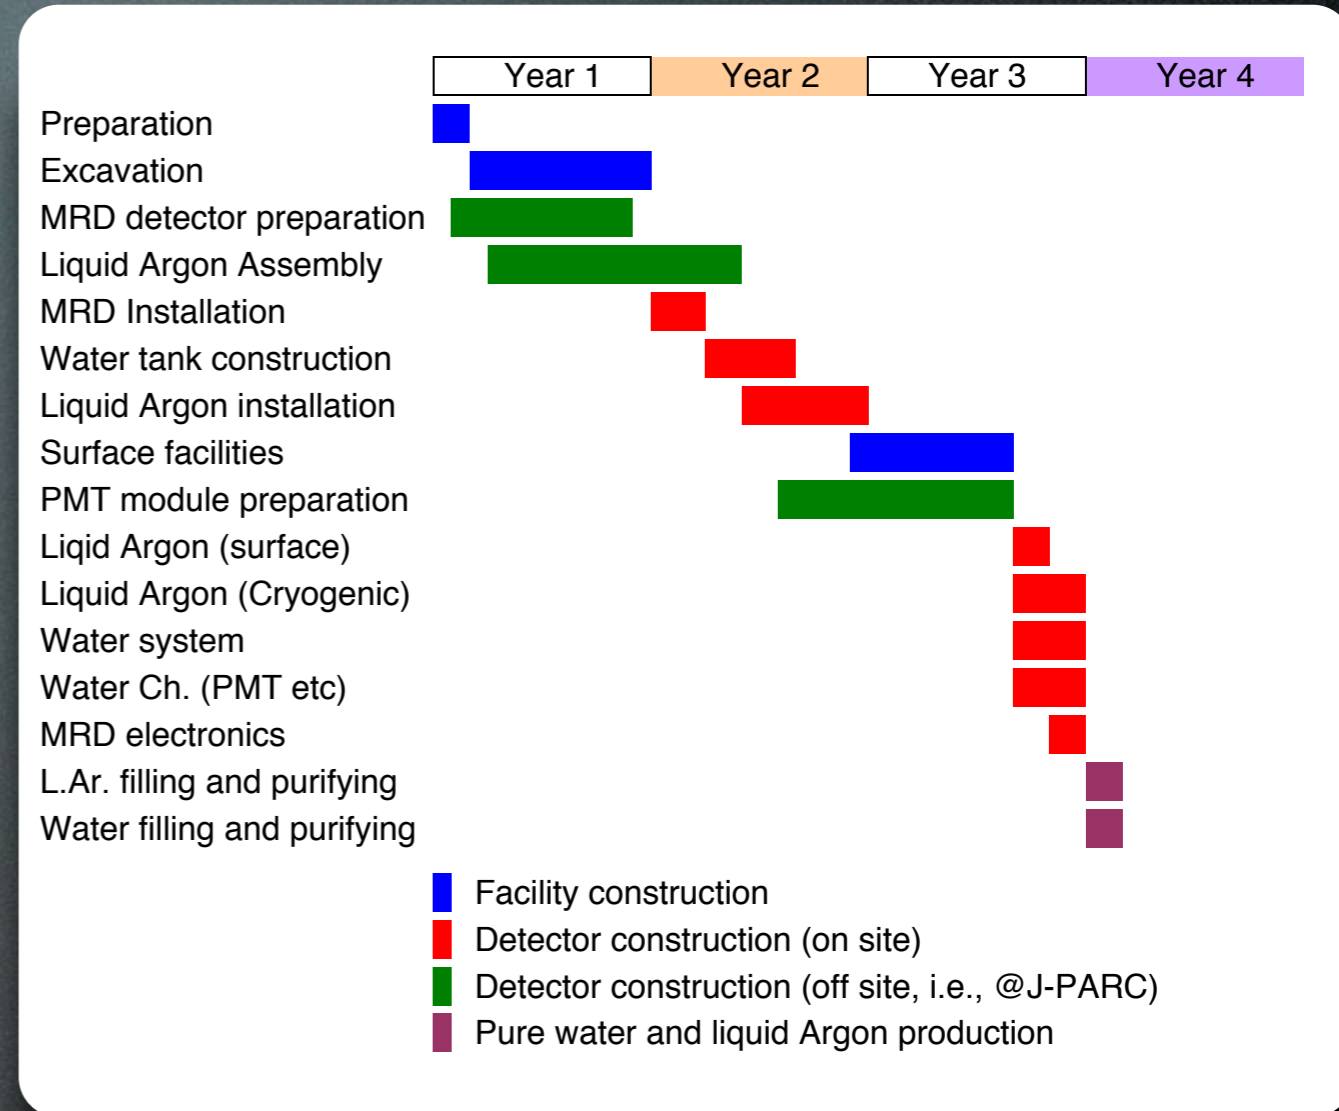 Year 1 Year 2 Year 3 Year 4
Preparation
Excavation
MRD detector preparation
Liquid Argon Assembly
MRD Installation
Water tank construction
Liquid Argon installation
Surface facilities
PMT module preparation
Liqid Argon (surface)
Liquid Argon (Cryogenic)
Water system
Water Ch. (PMT etc)
MRD electronics
L.Ar. filling and purifying
Water filling and purifying
Facility construction
Detector construction (on site)
Detector construction (off site, i.e., @J-PARC)
Pure water and liquid Argon production